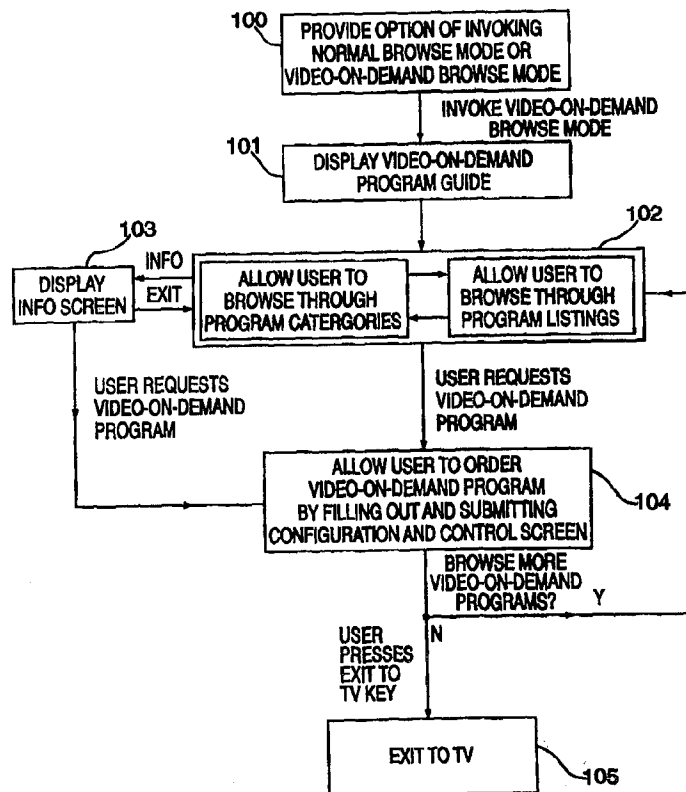 100
PROVIDE OPTION OF INVOKING
NORMAL BROWSE MODE OR
VIDEO-ON-DEMAND BROWSE MODE
INVOKE VIDEO-ON-DEMAND
BROWSE MODE
101
DISPLAY VIDEO-ON-DEMAND
PROGRAM GUIDE
102
103
DISPLAY
INFO SCREEN
INFO
EXIT
ALLOW USER TO
BROWSE THROUGH
PROGRAM CATERGORIES
ALLOW USER TO
BROWSE THROUGH
PROGRAM LISTINGS
USER REQUESTS
VIDEO-ON-DEMAND
PROGRAM
USER REQUESTS
VIDEO-ON-DEMAND
PROGRAM
ALLOW USER TO ORDER
VIDEO-ON-DEMAND PROGRAM
BY FILLING OUT AND SUBMITTING
CONFIGURATION AND CONTROL SCREEN
104
BROWSE MORE
VIDEO-ON-DEMAND
PROGRAMS?
Y
N
USER
PRESSES
EXIT TO
TV KEY
EXIT TO TV
105